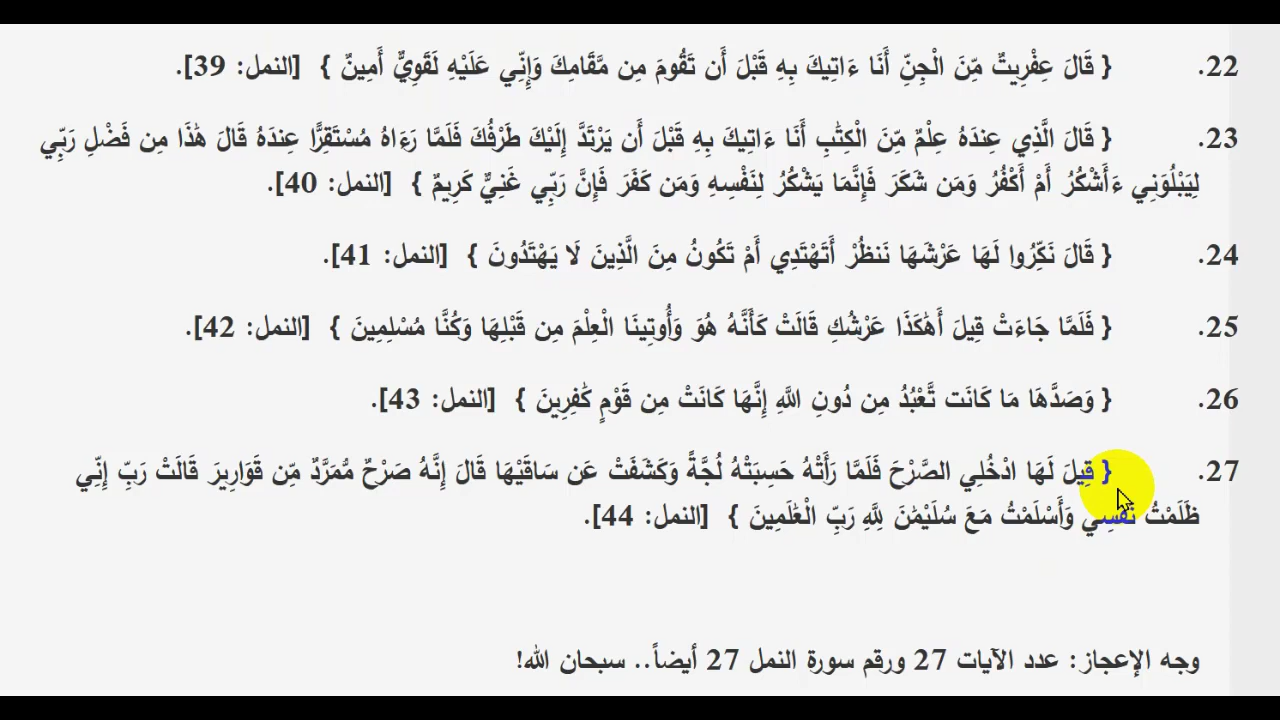 22. { قَالَ عِفْرِيتٌ مِّنَ الْجِنِّ أَنَا ءَاتِيكَ بِهِ قَبْلَ أَن تَقُومَ مِن مَّقَامِكَ وَإِنِّي عَلَيْهِ لَقَوِيٌّ أَمِينٌ } [النمل: 39].
23. { قَالَ الَّذِي عِندَهُ عِلْمٌ مِّنَ الْكِتَٰبِ أَنَا ءَاتِيكَ بِهِ قَبْلَ أَن يَرْتَدَّ إِلَيْكَ طَرْفُكَ فَلَمَّا رَءَاهُ مُسْتَقِرًّا عِندَهُ قَالَ هَٰذَا مِن فَضْلِ رَبِّي
لِيَبْلُوَنِي ءَأَشْكُرُ أَمْ أَكْفُرُ وَمَن شَكَرَ فَإِنَّمَا يَشْكُرُ لِنَفْسِهِ وَمَن كَفَرَ فَإِنَّ رَبِّي غَنِيٌّ كَرِيمٌ } [النمل: 40].
24. { قَالَ نَكِّرُوا لَهَا عَرْشَهَا نَنظُرْ أَتَهْتَدِي أَمْ تَكُونُ مِنَ الَّذِينَ لَا يَهْتَدُونَ } [النمل: 41].
25. { فَلَمَّا جَاءَتْ قِيلَ أَهَٰكَذَا عَرْشُكِ قَالَتْ كَأَنَّهُ هُوَ وَأُوتِينَا الْعِلْمَ مِن قَبْلِهَا وَكُنَّا مُسْلِمِينَ } [النمل: 42].
26. { وَصَدَّهَا مَا كَانَت تَّعْبُدُ مِن دُونِ اللَّهِ إِنَّهَا كَانَتْ مِن قَوْمٍ كَٰفِرِينَ } [النمل: 43].
27. { قِيلَ لَهَا ادْخُلِي الصَّرْحَ فَلَمَّا رَأَتْهُ حَسِبَتْهُ لُجَّةً وَكَشَفَتْ عَن سَاقَيْهَا قَالَ إِنَّهُ صَرْحٌ مُّمَرَّدٌ مِّن قَوَارِيرَ قَالَتْ رَبِّ إِنِّي
ظَلَمْتُ نَفْسِي وَأَسْلَمْتُ مَعَ سُلَيْمَٰنَ لِلَّهِ رَبِّ الْعَٰلَمِينَ } [النمل: 44].
وجه الإعجاز: عدد الآيات 27 ورقم سورة النمل 27 أيضاً.. سبحان الله!